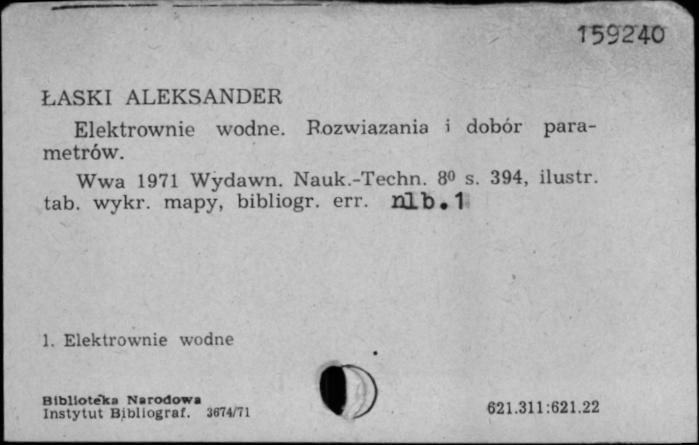 159240
ŁASKI ALEKSANDER
Elektrownie wodne. Rozwiazania i dobór para-
metrów.
Wwa 1971 Wydawn. Nauk.-Techn. 8⁰ s. 394, ilustr.
tab. wykr. mapy, bibliogr. err. nlb.1
1. Elektrownie wodne
Biblioteka Narodowa
Instytut Bibliograf. 3674/71
621.311:621.22